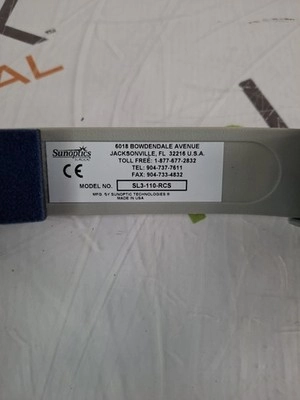 6018 BOWDENDALE AVENUE
JACKSONVILLE, FL 32216 U.S.A.
TOLL FREE: 1-877-677-2832
TEL: 904-737-7611
FAX: 904-733-4832
Sunoptics
CE
MODEL NO. SL3-110-RCS
MFG. BY SUNOPTIC TECHNOLOGIES ®
MADE IN USA